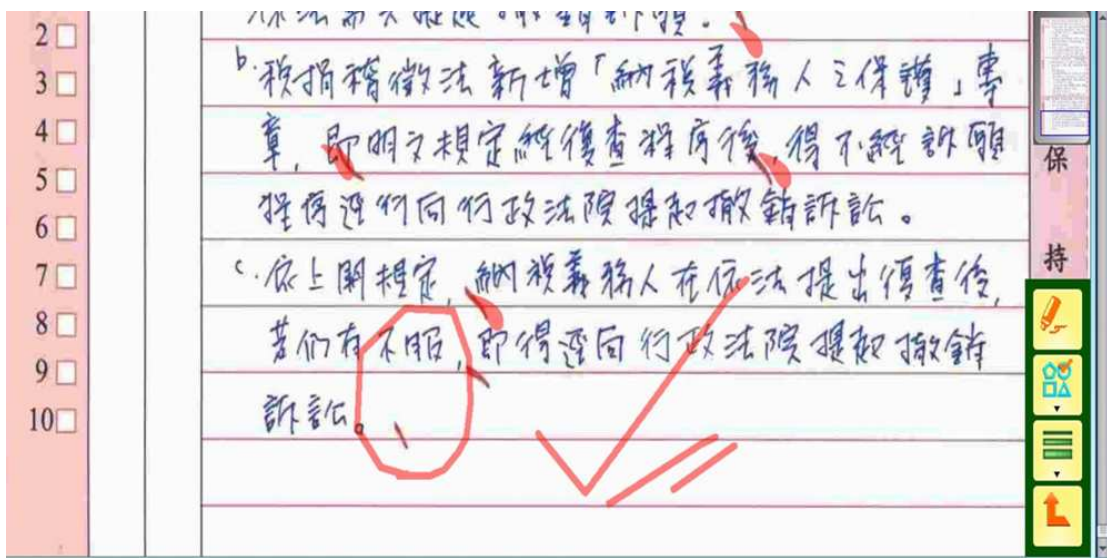 2
3
4
5
6
7
8
9
10
b. 稅捐稽徵法新增「納稅義務人之保護」專
章,即明文規定經復查程序後,得不經訴願
程序逕行向行政法院提起撤銷訴訟。
c. 依上開規定,納稅義務人在依法提出復查後,
若仍有不服,即得逕向行政法院提起撤銷
訴訟。
保
持